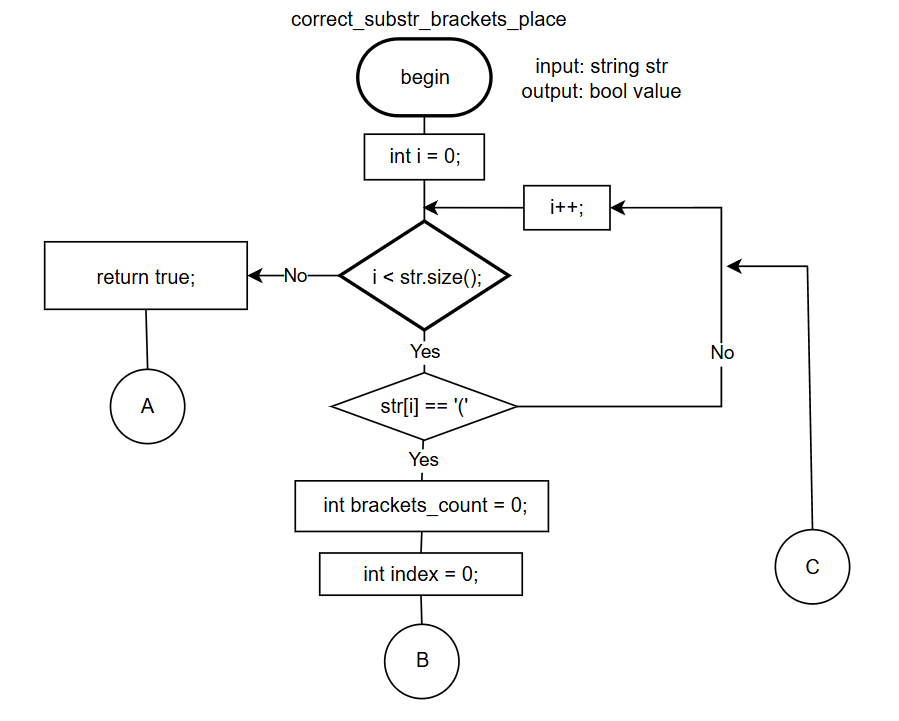 correct_substr_brackets_place
begin
input: string str
output: bool value
int i = 0;
i++;
return true;
No
i < str.size();
Yes
No
A
str[i] == '('
Yes
int brackets_count = 0;
int index = 0;
C
B